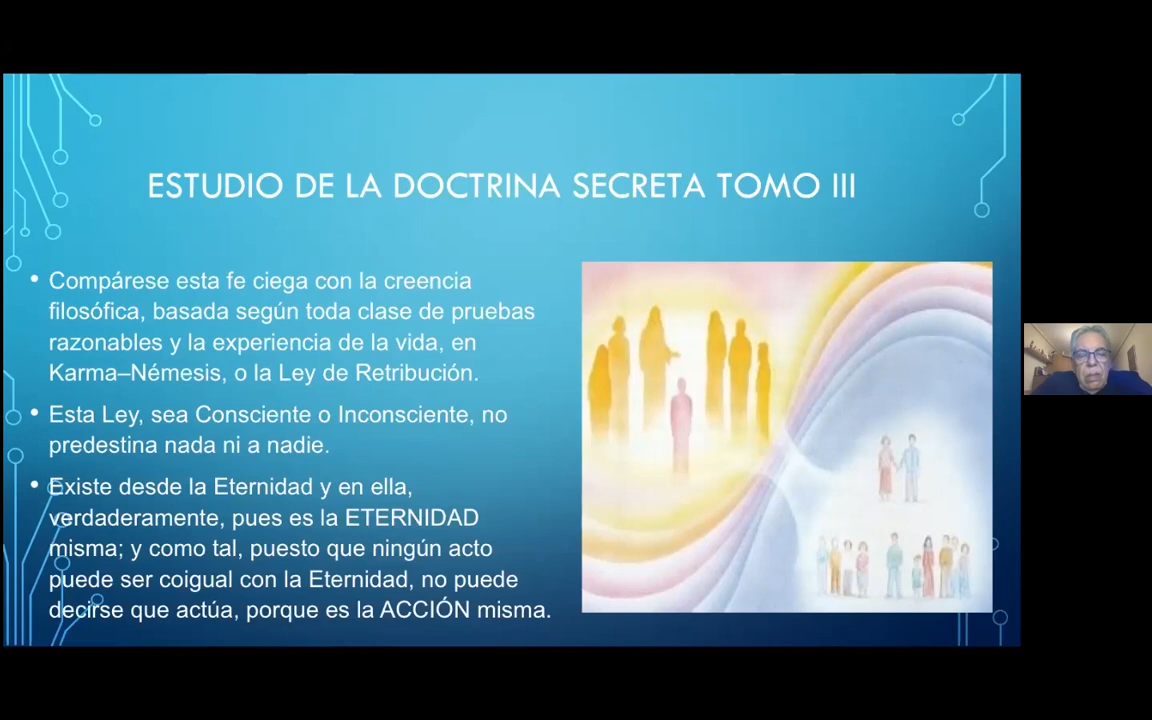 ESTUDIO DE LA DOCTRINA SECRETA TOMO III
• Compárese esta fe ciega con la creencia
filosófica, basada según toda clase de pruebas
razonables y la experiencia de la vida, en
Karma–Némesis, o la Ley de Retribución.
• Esta Ley, sea Consciente o Inconsciente, no
predestina nada ni a nadie.
• Existe desde la Eternidad y en ella,
verdaderamente, pues es la ETERNIDAD
misma; y como tal, puesto que ningún acto
puede ser coigual con la Eternidad, no puede
decirse que actúa, porque es la ACCIÓN misma.